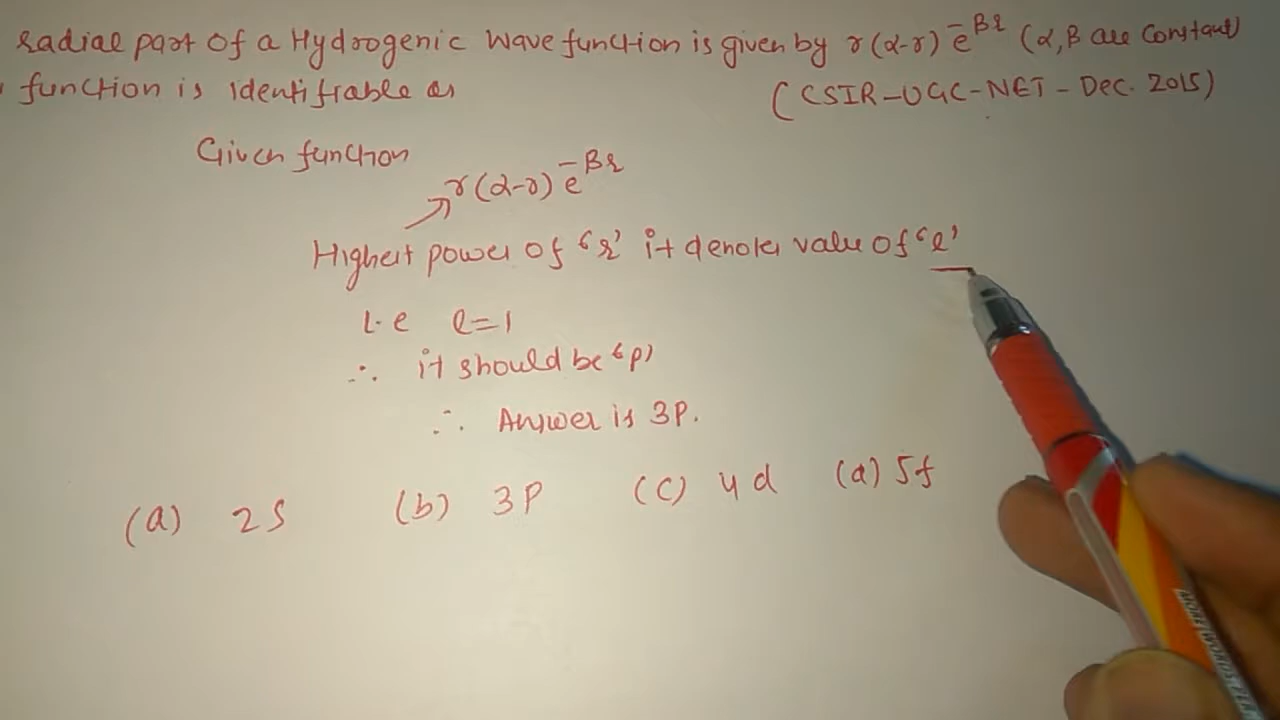 radial part of a Hydrogenic wave function is given by r(α-r) e^-βr (α,β are constant)
function is identifiable as (CSIR-UGC-NET-Dec. 2015)
Given function
r(α-r) e^-βr
Highest power of 'r' it denoles value of 'l'
i.e l=1
∴ it should be 'p'
∴ Answer is 3P.
(a) 2S (b) 3P (c) 4d (a) 5f